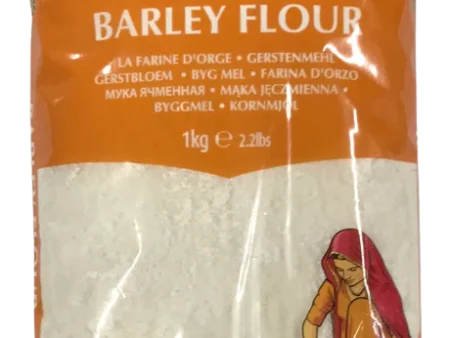 BARLEY FLOUR
LA FARINE D'ORGE • GERSTENMEHL
GERSTBLOEM • BYG MEL • FARINA D'ORZO
МУКА ЯЧМЕННАЯ • MĄKA JĘCZMIENNA •
BYGGMEL • KORNMJÖL
1kg ℮ 2.2lbs